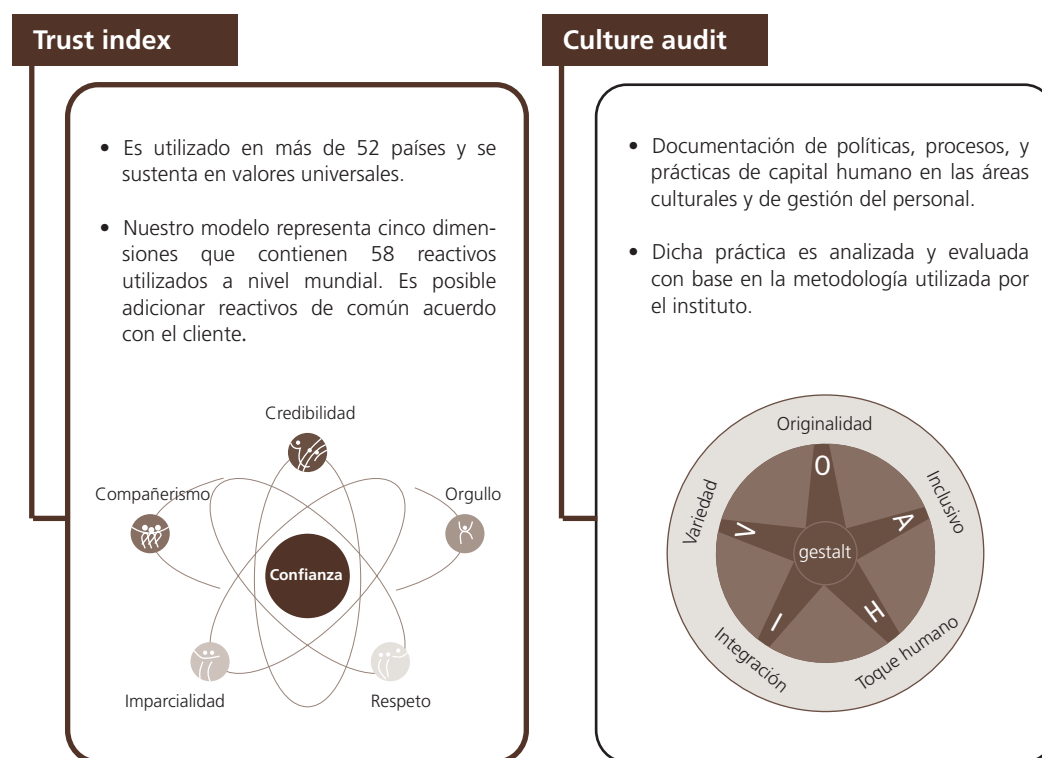 Trust index
• Es utilizado en más de 52 países y se
sustenta en valores universales.
• Nuestro modelo representa cinco dimen-
siones que contienen 58 reactivos
utilizados a nivel mundial. Es posible
adicionar reactivos de común acuerdo
con el cliente.
Credibilidad
Compañerismo
Orgullo
Confianza
Imparcialidad
Respeto
Culture audit
• Documentación de políticas, procesos, y
prácticas de capital humano en las áreas
culturales y de gestión del personal.
• Dicha práctica es analizada y evaluada
con base en la metodología utilizada por
el instituto.
Originalidad
Inclusivo
Toque humano
Integración
Variedad
O
A
H
I
V
gestalt